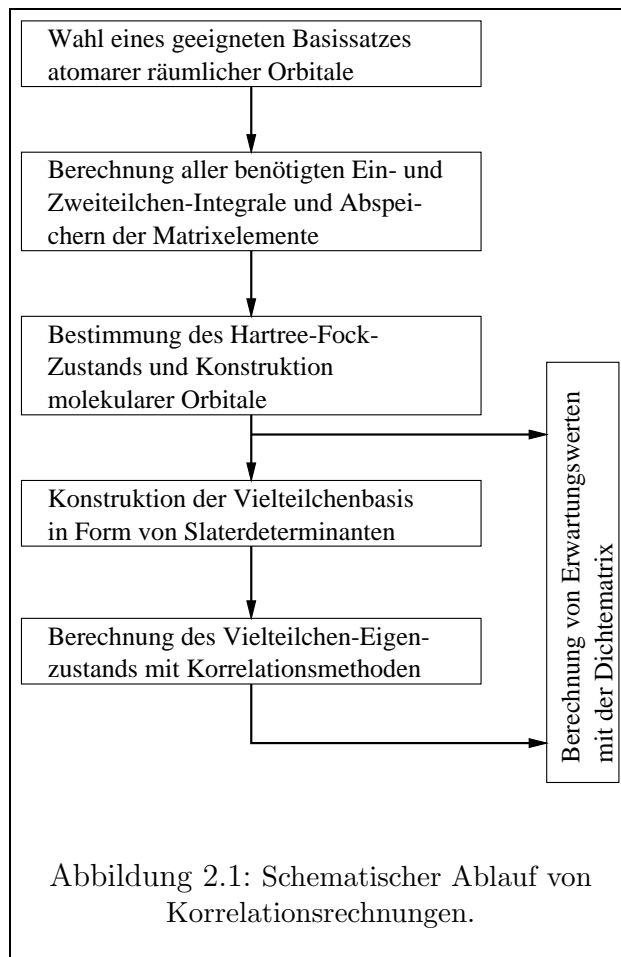 Wahl eines geeigneten Basissatzes
atomarer räumlicher Orbitale
Berechnung aller benötigten Ein- und
Zweiteilchen-Integrale und Abspei-
chern der Matrixelemente
Bestimmung des Hartree-Fock-
Zustands und Konstruktion
molekularer Orbitale
Konstruktion der Vielteilchenbasis
in Form von Slaterdeterminanten
Berechnung des Vielteilchen-Eigen-
zustands mit Korrelationsmethoden
Berechnung von Erwartungswerten
mit der Dichtematrix
Abbildung 2.1: Schematischer Ablauf von
Korrelationsrechnungen.